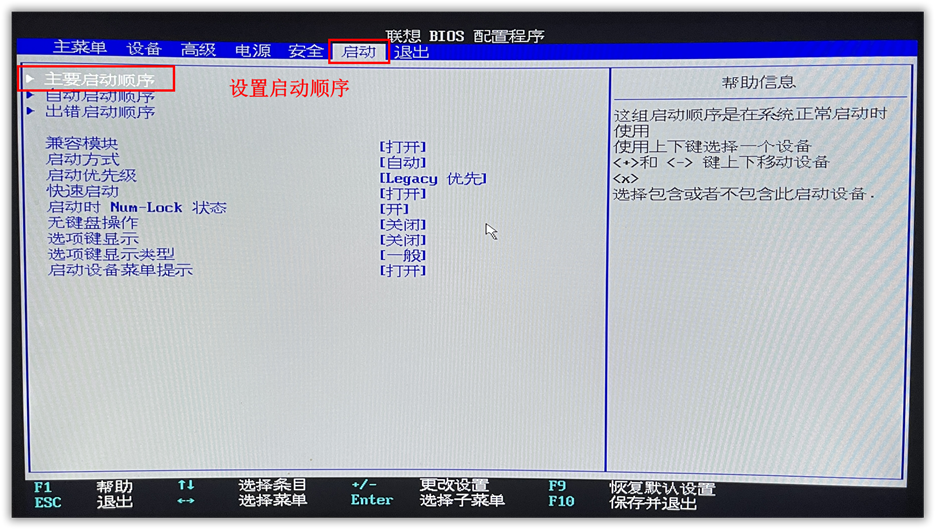 联想 BIOS 配置程序
主菜单 设备 高级 电源 安全 启动 退出
主要启动顺序
自动启动顺序
出错启动顺序
设置启动顺序
兼容模块 [打开]
启动方式 [自动]
启动优先级 [Legacy 优先]
快速启动 [打开]
启动时 Num-Lock 状态 [开]
无键盘操作 [关闭]
选项键显示 [关闭]
选项键显示类型 [一般]
启动设备菜单提示 [打开]
帮助信息
这组启动顺序是在系统正常启动时
使用
使用上下键选择一个设备
<+>和 <-> 键上下移动设备
<x>
选择包含或者不包含此启动设备.
F1 帮助 ↑↓ 选择条目 +/- 更改设置 F9 恢复默认设置
ESC 退出 ↔ 选择菜单 Enter 选择子菜单 F10 保存并退出